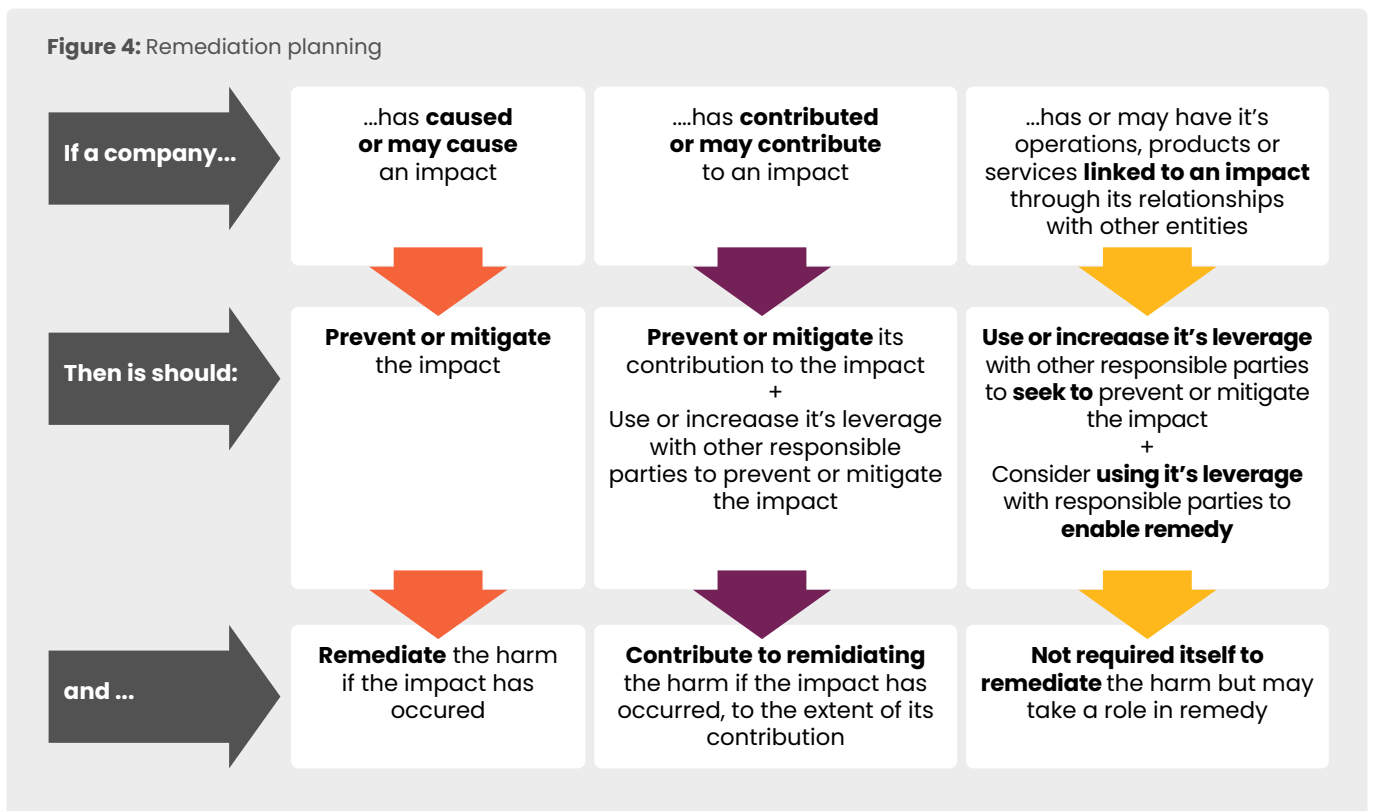 Figure 4: Remediation planning
If a company...
...has caused
or may cause
an impact
....has contributed
or may contribute
to an impact
...has or may have it's
operations, products or
services linked to an impact
through its relationships
with other entities
Then is should:
Prevent or mitigate
the impact
Prevent or mitigate its
contribution to the impact
+
Use or increaase it's leverage
with other responsible
parties to prevent or mitigate
the impact
Use or increaase it's leverage
with other responsible parties
to seek to prevent or mitigate
the impact
+
Consider using it's leverage
with responsible parties to
enable remedy
and ...
Remediate the harm
if the impact has
occured
Contribute to remidiating
the harm if the impact has
occurred, to the extent of its
contribution
Not required itself to
remediate the harm but may
take a role in remedy